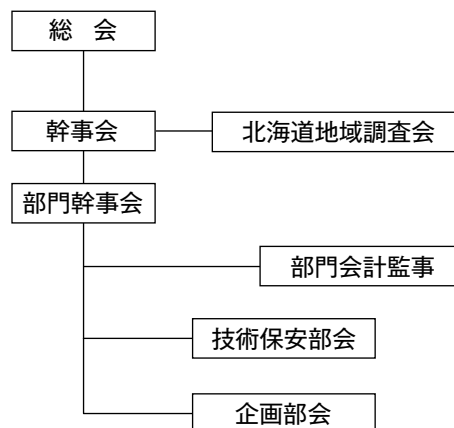 総　会
幹事会
北海道地域調査会
部門幹事会
部門会計監事
技術保安部会
企画部会